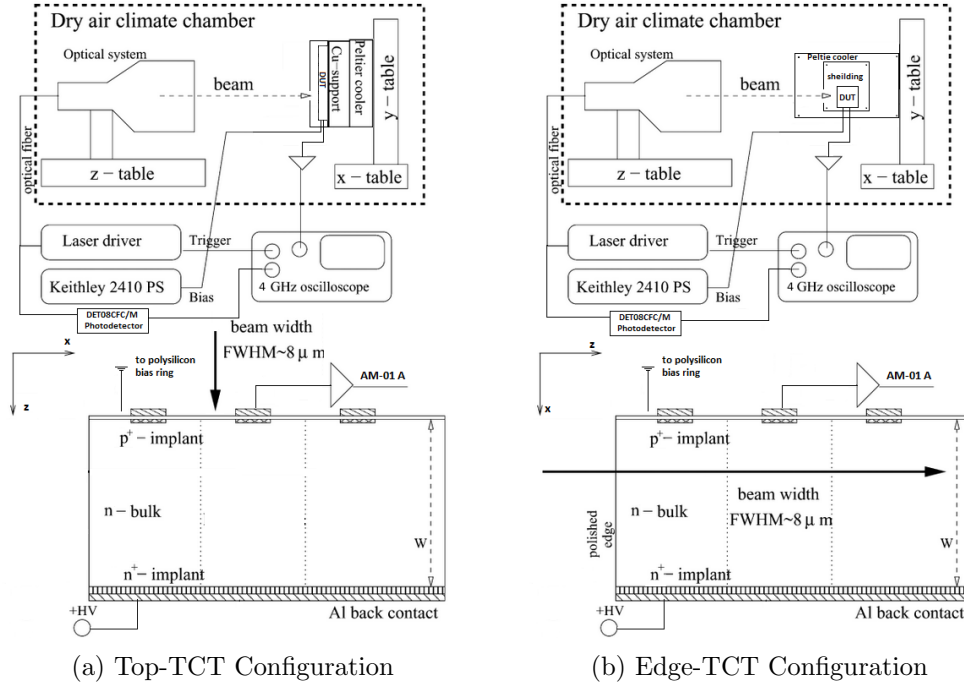 Dry air climate chamber
Optical system
beam
DUT
Cu-support
Peltier cooler
y - table
optical fiber
z - table
x - table
Laser driver
Trigger
Keithley 2410 PS
Bias
4 GHz oscilloscope
DET08CFC/M
Photodetector
beam width
FWHM~8 μ m
x
z
to polysilicon
bias ring
AM-01 A
p+ - implant
n - bulk
W
n+ - implant
+HV
Al back contact
(a) Top-TCT Configuration
Dry air climate chamber
Optical system
beam
Peltie cooler
sheilding
DUT
y - table
optical fiber
z - table
x - table
Laser driver
Trigger
Keithley 2410 PS
Bias
4 GHz oscilloscope
DET08CFC/M
Photodetector
z
x
to polysilicon
bias ring
AM-01 A
p+ - implant
beam width
FWHM~8 μ m
n - bulk
polished
edge
W
n+ - implant
+HV
Al back contact
(b) Edge-TCT Configuration